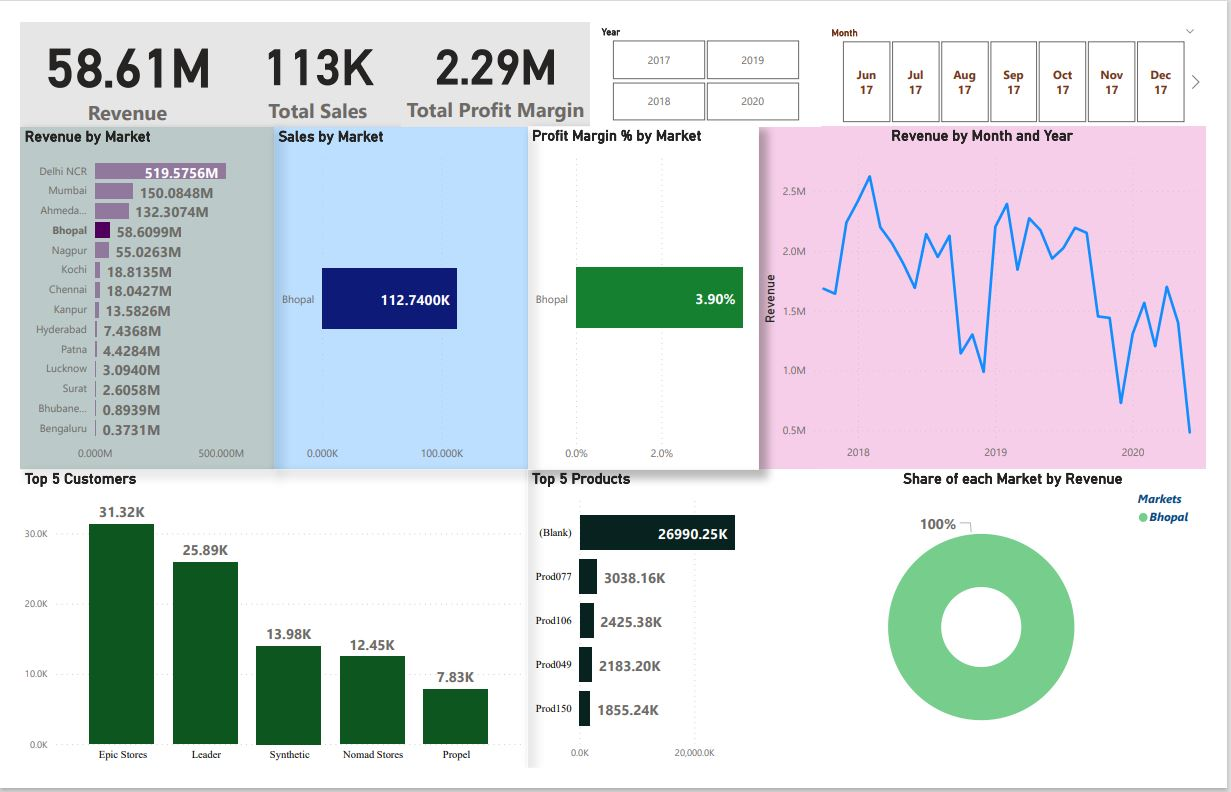 58.61M
Revenue
113K
Total Sales
2.29M
Total Profit Margin
Year
2017
2019
2018
2020
Month
Jun 17
Jul 17
Aug 17
Sep 17
Oct 17
Nov 17
Dec 17
Revenue by Market
Delhi NCR 519.5756M
Mumbai 150.0848M
Ahmeda... 132.3074M
Bhopal 58.6099M
Nagpur 55.0263M
Kochi 18.8135M
Chennai 18.0427M
Kanpur 13.5826M
Hyderabad 7.4368M
Patna 4.4284M
Lucknow 3.0940M
Surat 2.6058M
Bhubane... 0.8939M
Bengaluru 0.3731M
0.000M 500.000M
Sales by Market
Bhopal 112.7400K
0.000K 100.000K
Profit Margin % by Market
Bhopal 3.90%
0.0% 2.0%
Revenue by Month and Year
Revenue
2.5M
2.0M
1.5M
1.0M
0.5M
2018 2019 2020
Top 5 Customers
30.0K
20.0K
10.0K
0.0K
31.32K
25.89K
13.98K
12.45K
7.83K
Epic Stores Leader Synthetic Nomad Stores Propel
Top 5 Products
(Blank) 26990.25K
Prod077 3038.16K
Prod106 2425.38K
Prod049 2183.20K
Prod150 1855.24K
0.0K 20,000.0K
Share of each Market by Revenue
Markets
Bhopal
100%